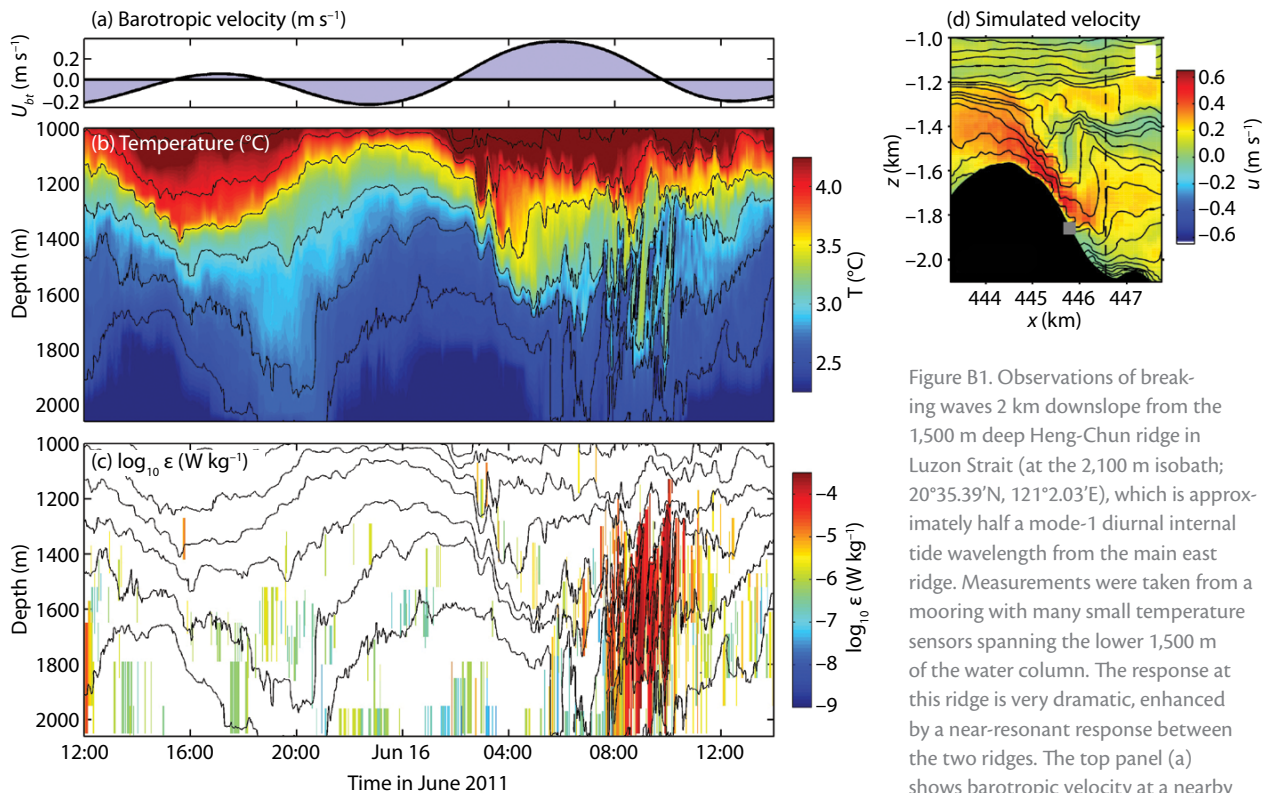 (a) Barotropic velocity (m s⁻¹)
U_bt (m s⁻¹)
0.2
0.0
−0.2
(b) Temperature (°C)
Depth (m)
1000
1200
1400
1600
1800
2000
4.0
3.5
3.0
2.5
T (°C)
(c) log₁₀ ε (W kg⁻¹)
Depth (m)
1000
1200
1400
1600
1800
2000
−4
−5
−6
−7
−8
−9
log₁₀ ε (W kg⁻¹)
12:00 16:00 20:00 Jun 16 04:00 08:00 12:00
Time in June 2011
(d) Simulated velocity
z (km)
−1.0
−1.2
−1.4
−1.6
−1.8
−2.0
444 445 446 447
x (km)
0.6
0.4
0.2
0.0
−0.2
−0.4
−0.6
u (m s⁻¹)
Figure B1. Observations of break-
ing waves 2 km downslope from the
1,500 m deep Heng-Chun ridge in
Luzon Strait (at the 2,100 m isobath;
20°35.39’N, 121°2.03’E), which is approx-
imately half a mode-1 diurnal internal
tide wavelength from the main east
ridge. Measurements were taken from a
mooring with many small temperature
sensors spanning the lower 1,500 m
of the water column. The response at
this ridge is very dramatic, enhanced
by a near-resonant response between
the two ridges. The top panel (a)
shows barotropic velocity at a nearby